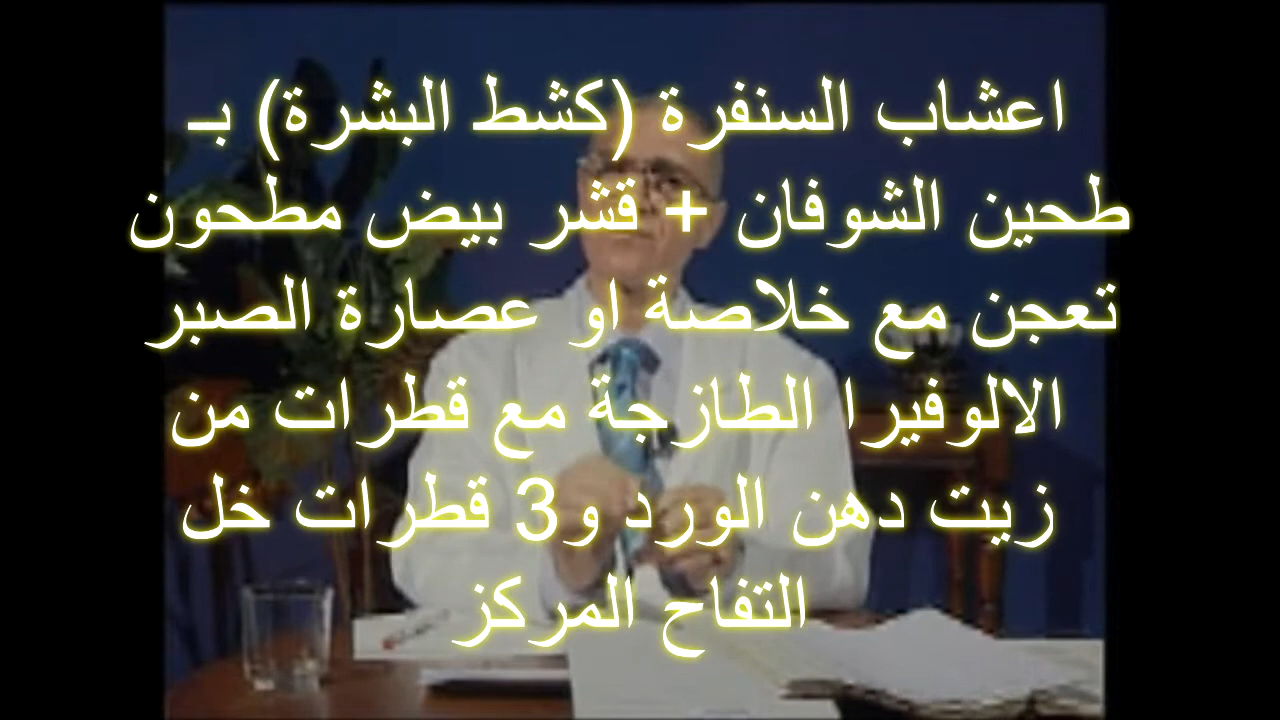 اعشاب السنفرة (كشط البشرة) بـ
طحين الشوفان + قشر بيض مطحون
تعجن مع خلاصة او عصارة الصبر
الالوفيرا الطازجة مع قطرات من
زيت دهن الورد و3 قطرات خل
التفاح المركز